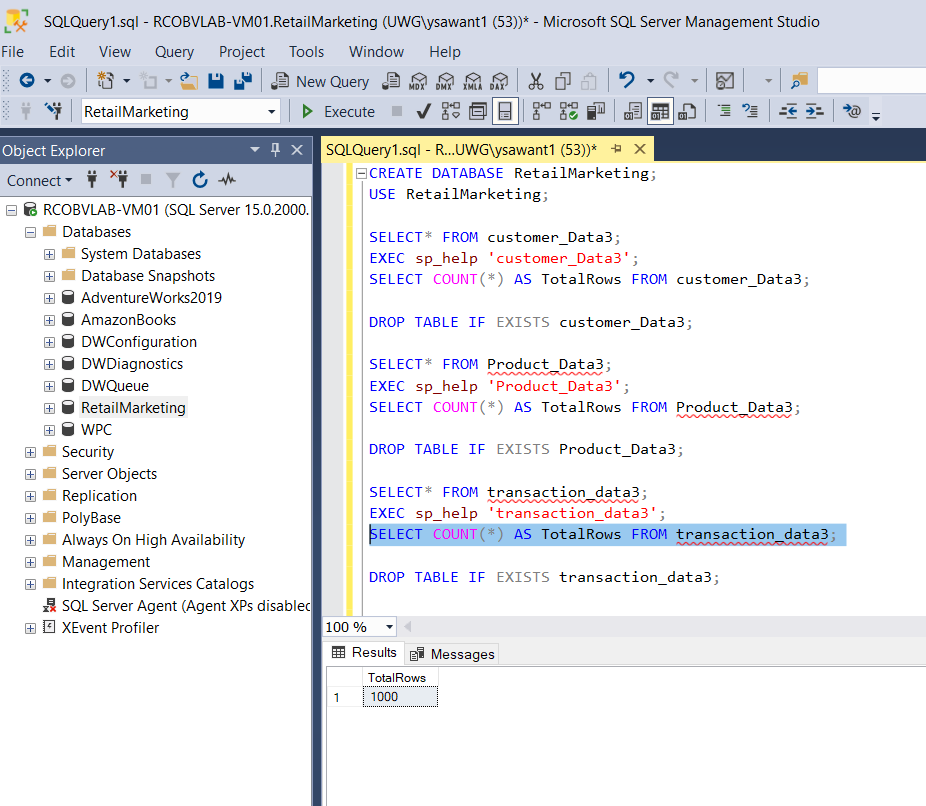 SQLQuery1.sql - RCOBVLAB-VM01.RetailMarketing (UWG\ysawant1 (53))* - Microsoft SQL Server Management Studio
File Edit View Query Project Tools Window Help
New Query MDX DMX XMLA DAX
RetailMarketing Execute
Object Explorer
SQLQuery1.sql - R...UWG\ysawant1 (53))*
Connect
RCOBVLAB-VM01 (SQL Server 15.0.2000.
Databases
System Databases
Database Snapshots
AdventureWorks2019
AmazonBooks
DWConfiguration
DWDiagnostics
DWQueue
RetailMarketing
WPC
Security
Server Objects
Replication
PolyBase
Always On High Availability
Management
Integration Services Catalogs
SQL Server Agent (Agent XPs disabled
XEvent Profiler
CREATE DATABASE RetailMarketing;
USE RetailMarketing;
SELECT* FROM customer_Data3;
EXEC sp_help 'customer_Data3';
SELECT COUNT(*) AS TotalRows FROM customer_Data3;
DROP TABLE IF EXISTS customer_Data3;
SELECT* FROM Product_Data3;
EXEC sp_help 'Product_Data3';
SELECT COUNT(*) AS TotalRows FROM Product_Data3;
DROP TABLE IF EXISTS Product_Data3;
SELECT* FROM transaction_data3;
EXEC sp_help 'transaction_data3';
SELECT COUNT(*) AS TotalRows FROM transaction_data3;
DROP TABLE IF EXISTS transaction_data3;
100 %
Results Messages
TotalRows
1 1000